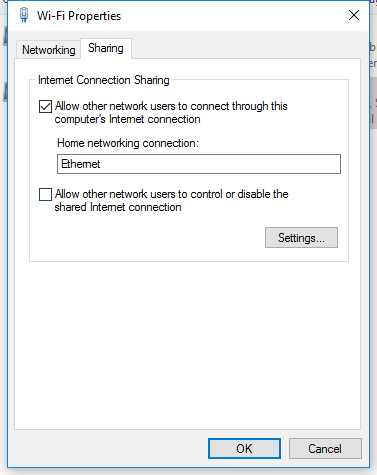 Wi-Fi Properties
Networking
Sharing
Internet Connection Sharing
Allow other network users to connect through this
computer's Internet connection
Home networking connection:
Ethernet
Allow other network users to control or disable the
shared Internet connection
Settings...
OK
Cancel